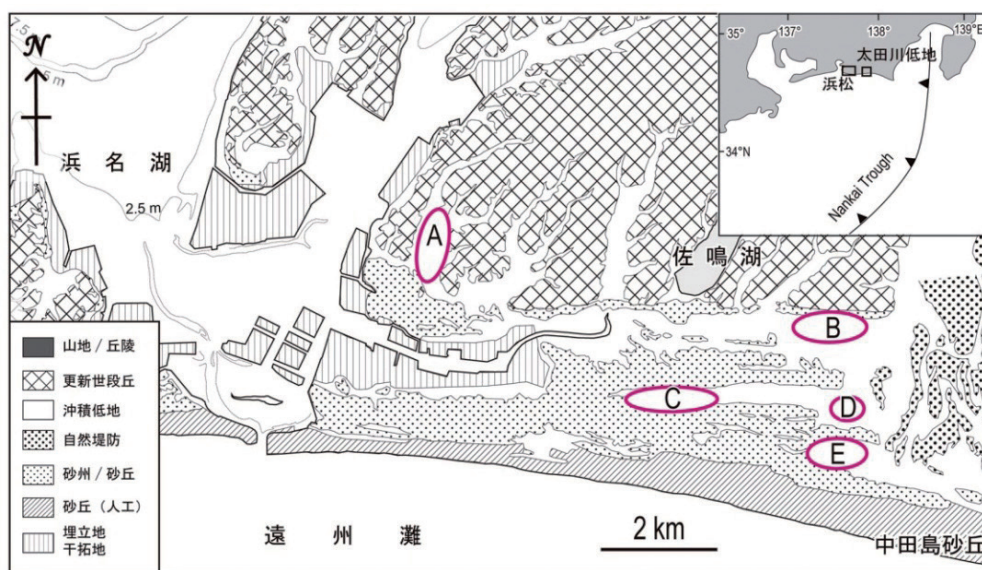 N
7.5
5 m
浜名湖
2.5 m
A
佐鳴湖
B
C
D
E
遠州灘
2 km
中田島砂丘
35°
137°
138°
139°E
太田川低地
浜松
34°N
Nankai Trough
山地 / 丘陵
更新世段丘
沖積低地
自然堤防
砂州 / 砂丘
砂丘（人工）
埋立地
干拓地